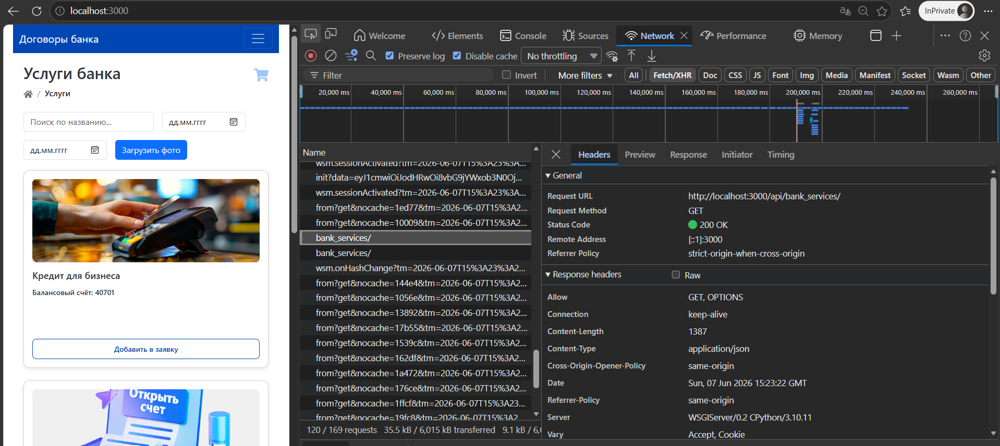 localhost:3000
InPrivate
Договоры банка
Услуги банка
/ Услуги
Поиск по названию...
дд.мм.гггг
дд.мм.гггг
Загрузить фото
Кредит для бизнеса
Балансовый счёт: 40701
Добавить в заявку
Открыть
счет
Welcome
Elements
Console
Sources
Network
Performance
Memory
Preserve log
Disable cache
No throttling
Filter
Invert
More filters
All
Fetch/XHR
Doc
CSS
JS
Font
Img
Media
Manifest
Socket
Wasm
Other
20,000 ms
40,000 ms
60,000 ms
80,000 ms
100,000 ms
120,000 ms
140,000 ms
160,000 ms
180,000 ms
200,000 ms
220,000 ms
240,000 ms
260,000 ms
Name
wsm.sessionActivated?tm=2026-06-07T15%3A23%3A...
init?data=eyJ1cmwiOiJodHRwOi8vbG9jYWxob3N0Oj...
wsm.sessionActivated?tm=2026-06-07T15%3A23%3A...
from?get&nocache=1ed77&tm=2026-06-07T15%3A2...
from?get&nocache=10009&tm=2026-06-07T15%3A2...
bank_services/
bank_services/
wsm.onHashChange?tm=2026-06-07T15%3A23%3A2...
from?get&nocache=144e4&tm=2026-06-07T15%3A2...
from?get&nocache=1056e&tm=2026-06-07T15%3A2...
from?get&nocache=13892&tm=2026-06-07T15%3A2...
from?get&nocache=17b55&tm=2026-06-07T15%3A2...
from?get&nocache=1539c&tm=2026-06-07T15%3A2...
from?get&nocache=162df&tm=2026-06-07T15%3A2...
from?get&nocache=1a472&tm=2026-06-07T15%3A2...
from?get&nocache=176ce&tm=2026-06-07T15%3A2...
from?get&nocache=1ffcf&tm=2026-06-07T15%3A23...
from?get&nocache=19fc8&tm=2026-06-07T15%3A2
120 / 169 requests 35.5 kB / 6,015 kB transferred 9.1 kB / 6,0
Headers
Preview
Response
Initiator
Timing
General
Request URL http://localhost:3000/api/bank_services/
Request Method GET
Status Code 200 OK
Remote Address [::1]:3000
Referrer Policy strict-origin-when-cross-origin
Response headers Raw
Allow GET, OPTIONS
Connection keep-alive
Content-Length 1387
Content-Type application/json
Cross-Origin-Opener-Policy same-origin
Date Sun, 07 Jun 2026 15:23:22 GMT
Referrer-Policy same-origin
Server WSGIServer/0.2 CPython/3.10.11
Vary Accept, Cookie